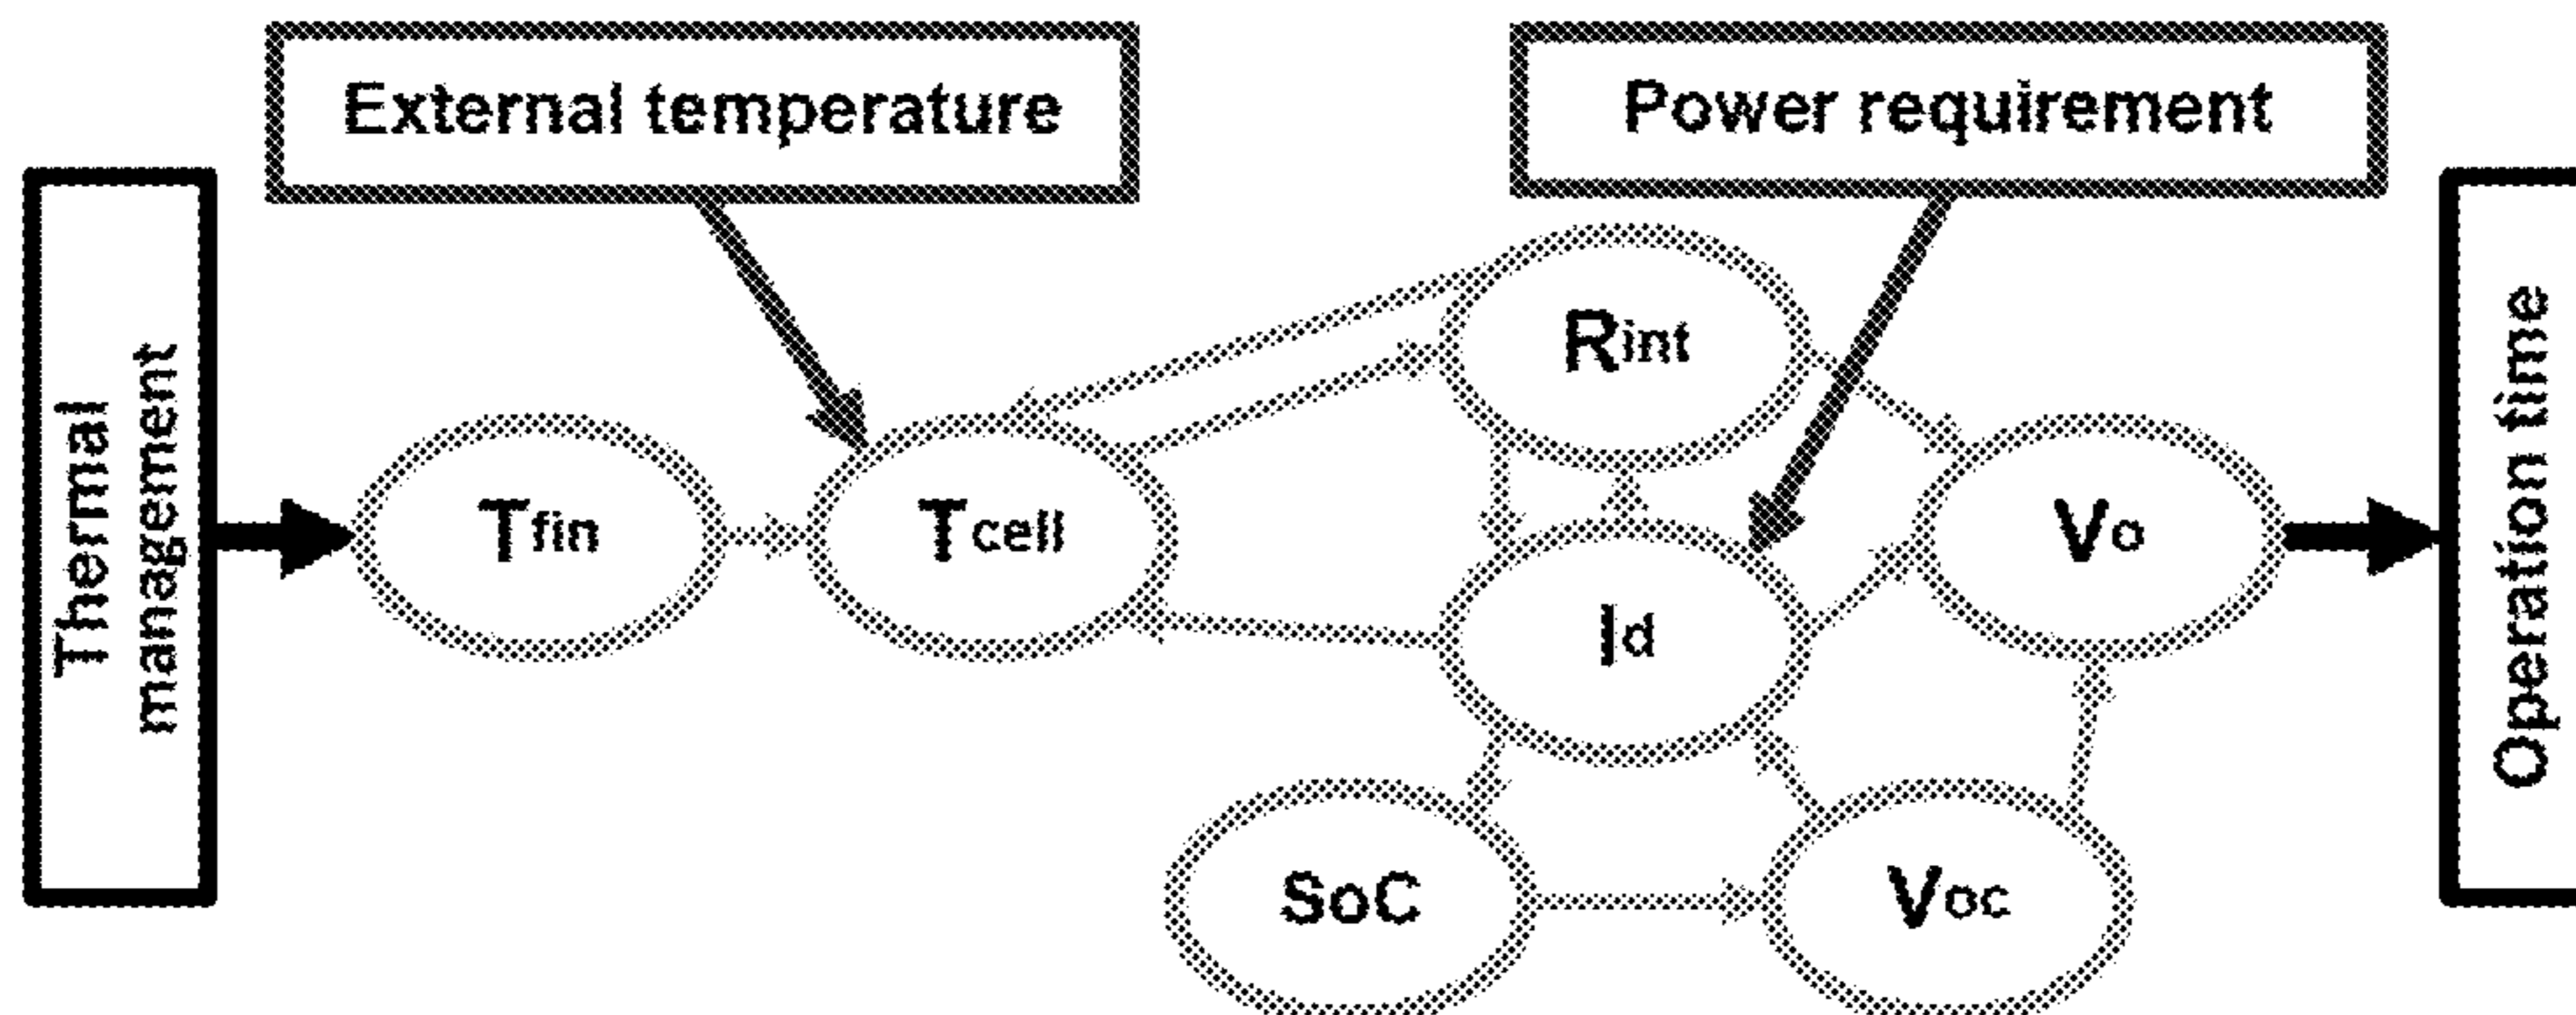 External temperature
Power requirement
Thermal
management
Tfin
Tcell
Rint
Id
Vo
SoC
Voc
Operation time